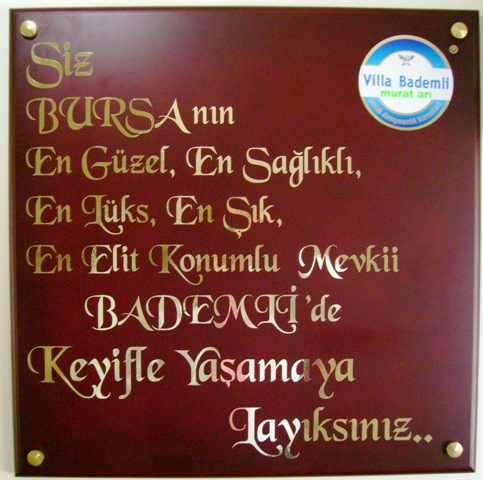 Siz
BURSAnın
En Güzel, En Sağlıklı,
En Lüks, En Şık,
En Elit Konumlu Mevkii
BADEMLİ'de
Keyifle Yaşamaya
Layıksınız..
Villa Bademli
murat arı
®